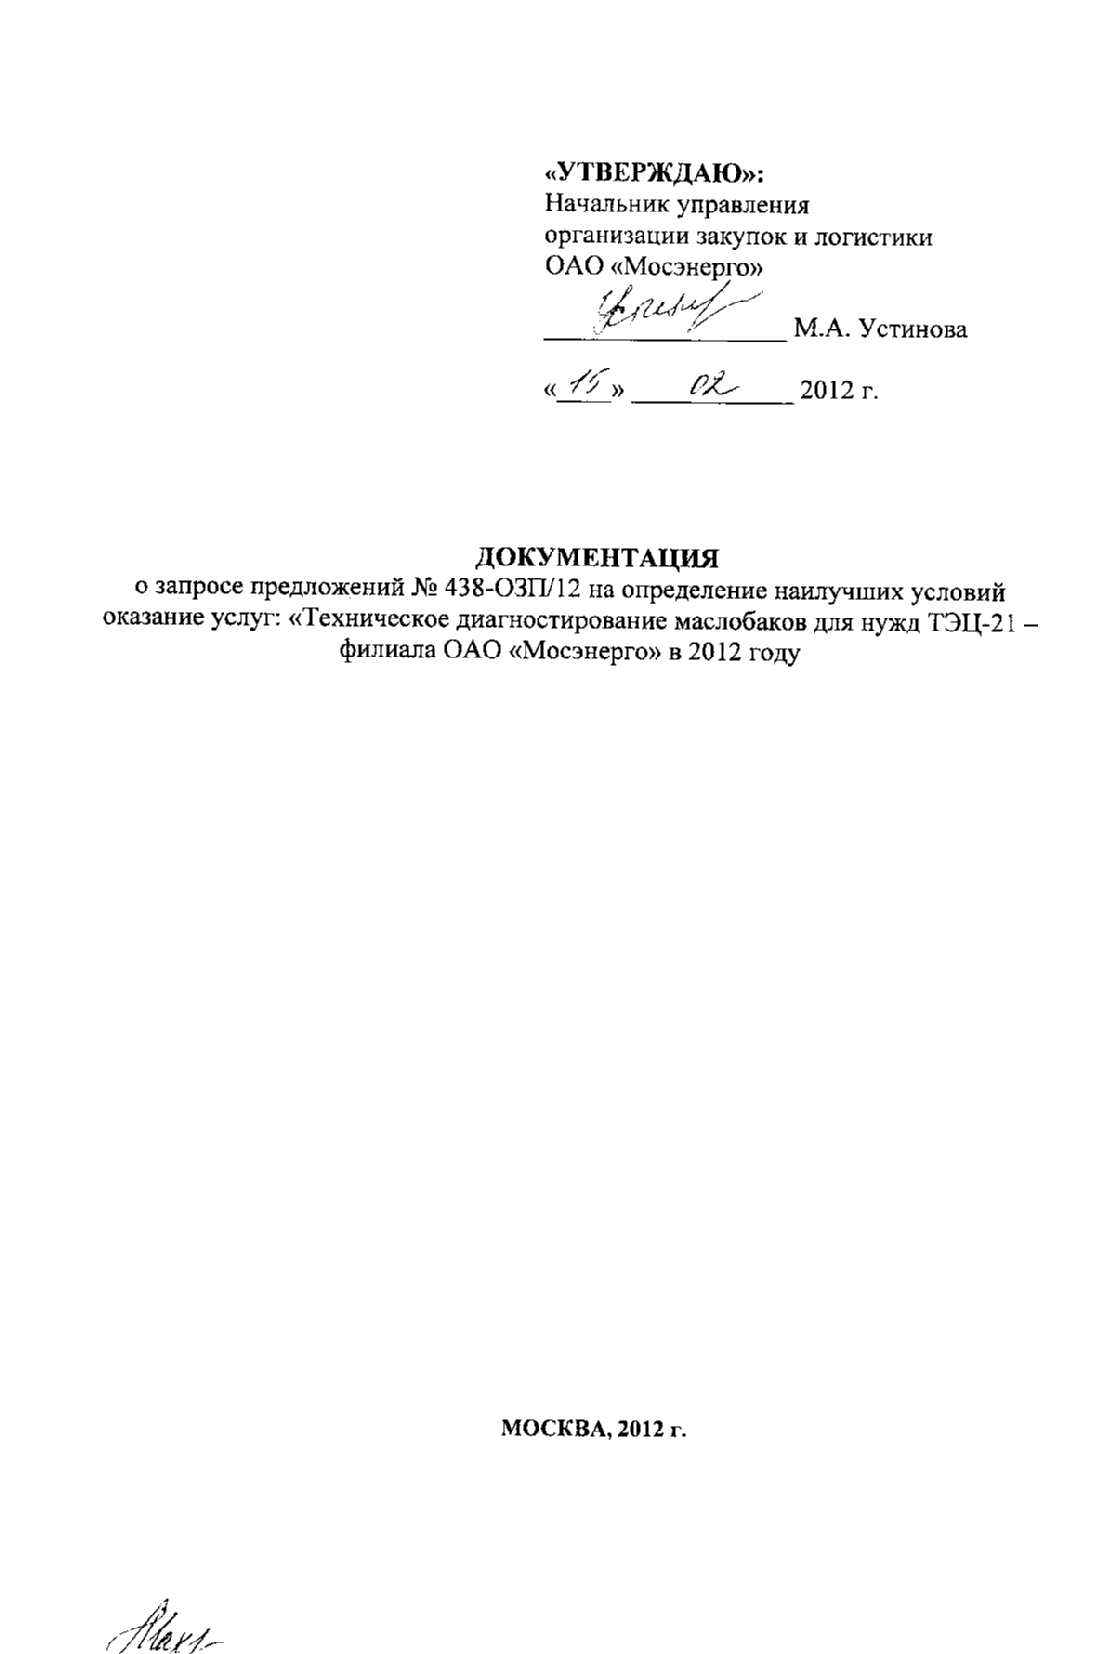 «УТВЕРЖДАЮ»:
Начальник управления
организации закупок и логистики
ОАО «Мосэнерго»
М.А. Устинова
«15» 02 2012 г.
ДОКУМЕНТАЦИЯ
о запросе предложений № 438-ОЗП/12 на определение наилучших условий
оказание услуг: «Техническое диагностирование маслобаков для нужд ТЭЦ-21 –
филиала ОАО «Мосэнерго» в 2012 году
МОСКВА, 2012 г.